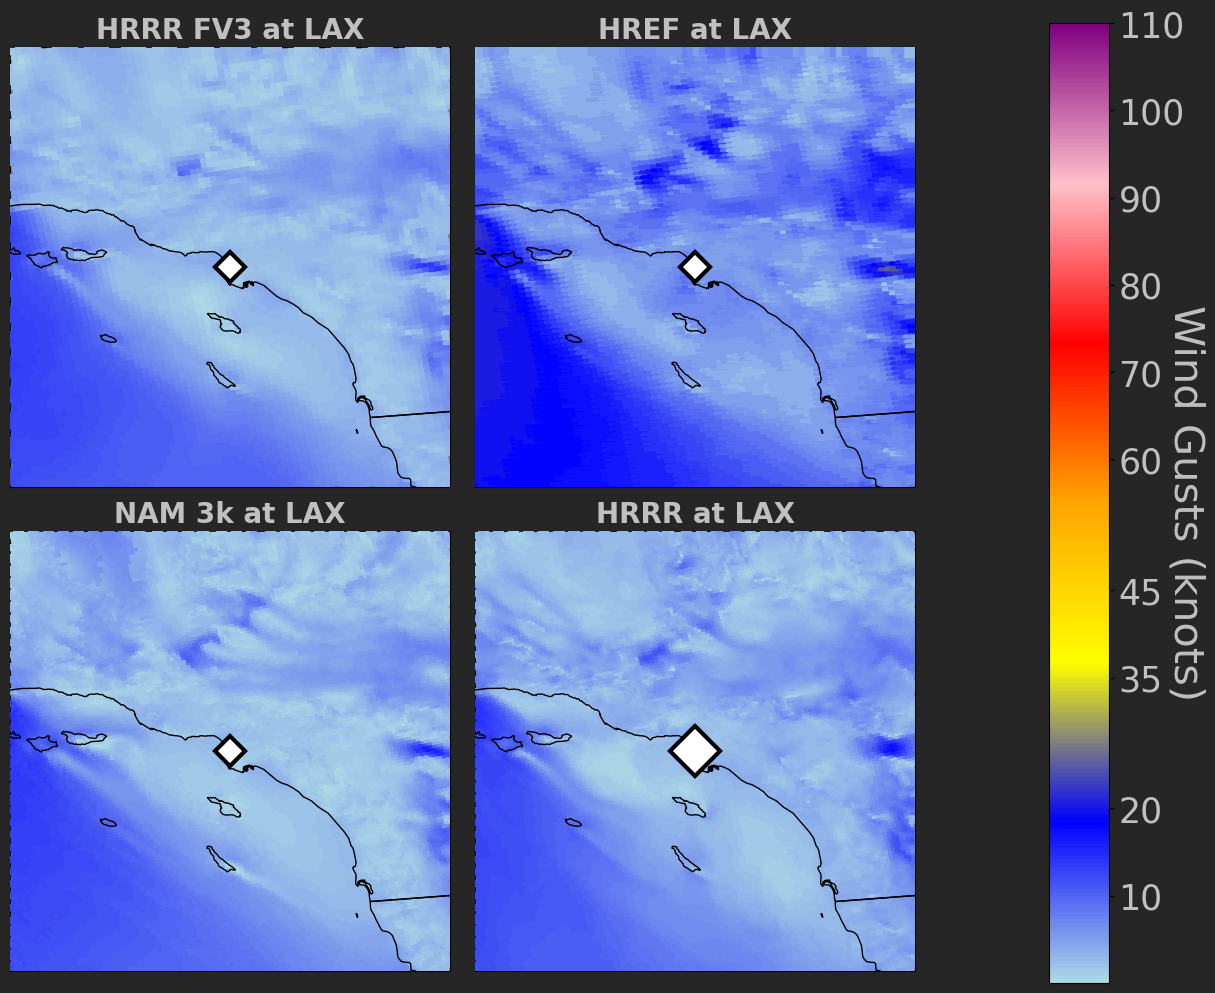 HRRR FV3 at LAX
HREF at LAX
NAM 3k at LAX
HRRR at LAX
110
100
90
80
70
60
45
35
20
10
Wind Gusts (knots)